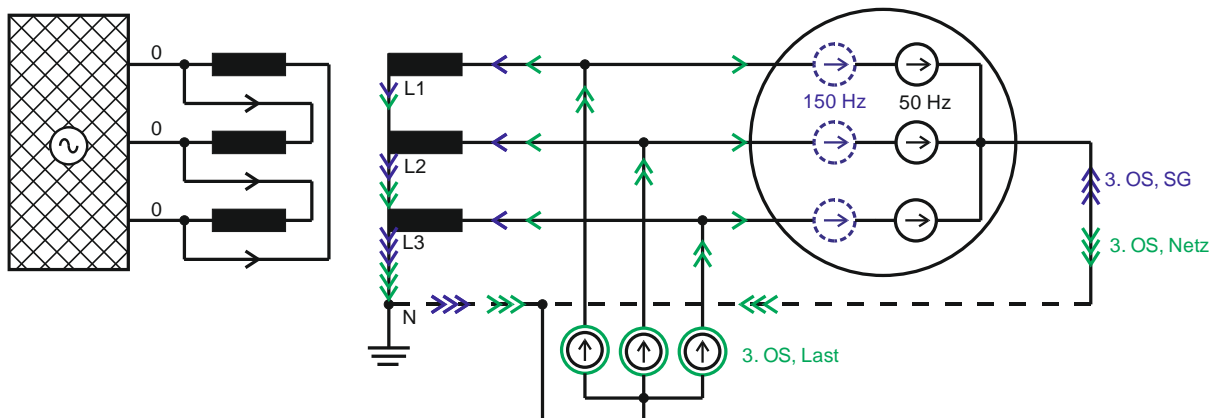 0
0
0
L1
L2
L3
N
150 Hz
50 Hz
3. OS, SG
3. OS, Netz
3. OS, Last